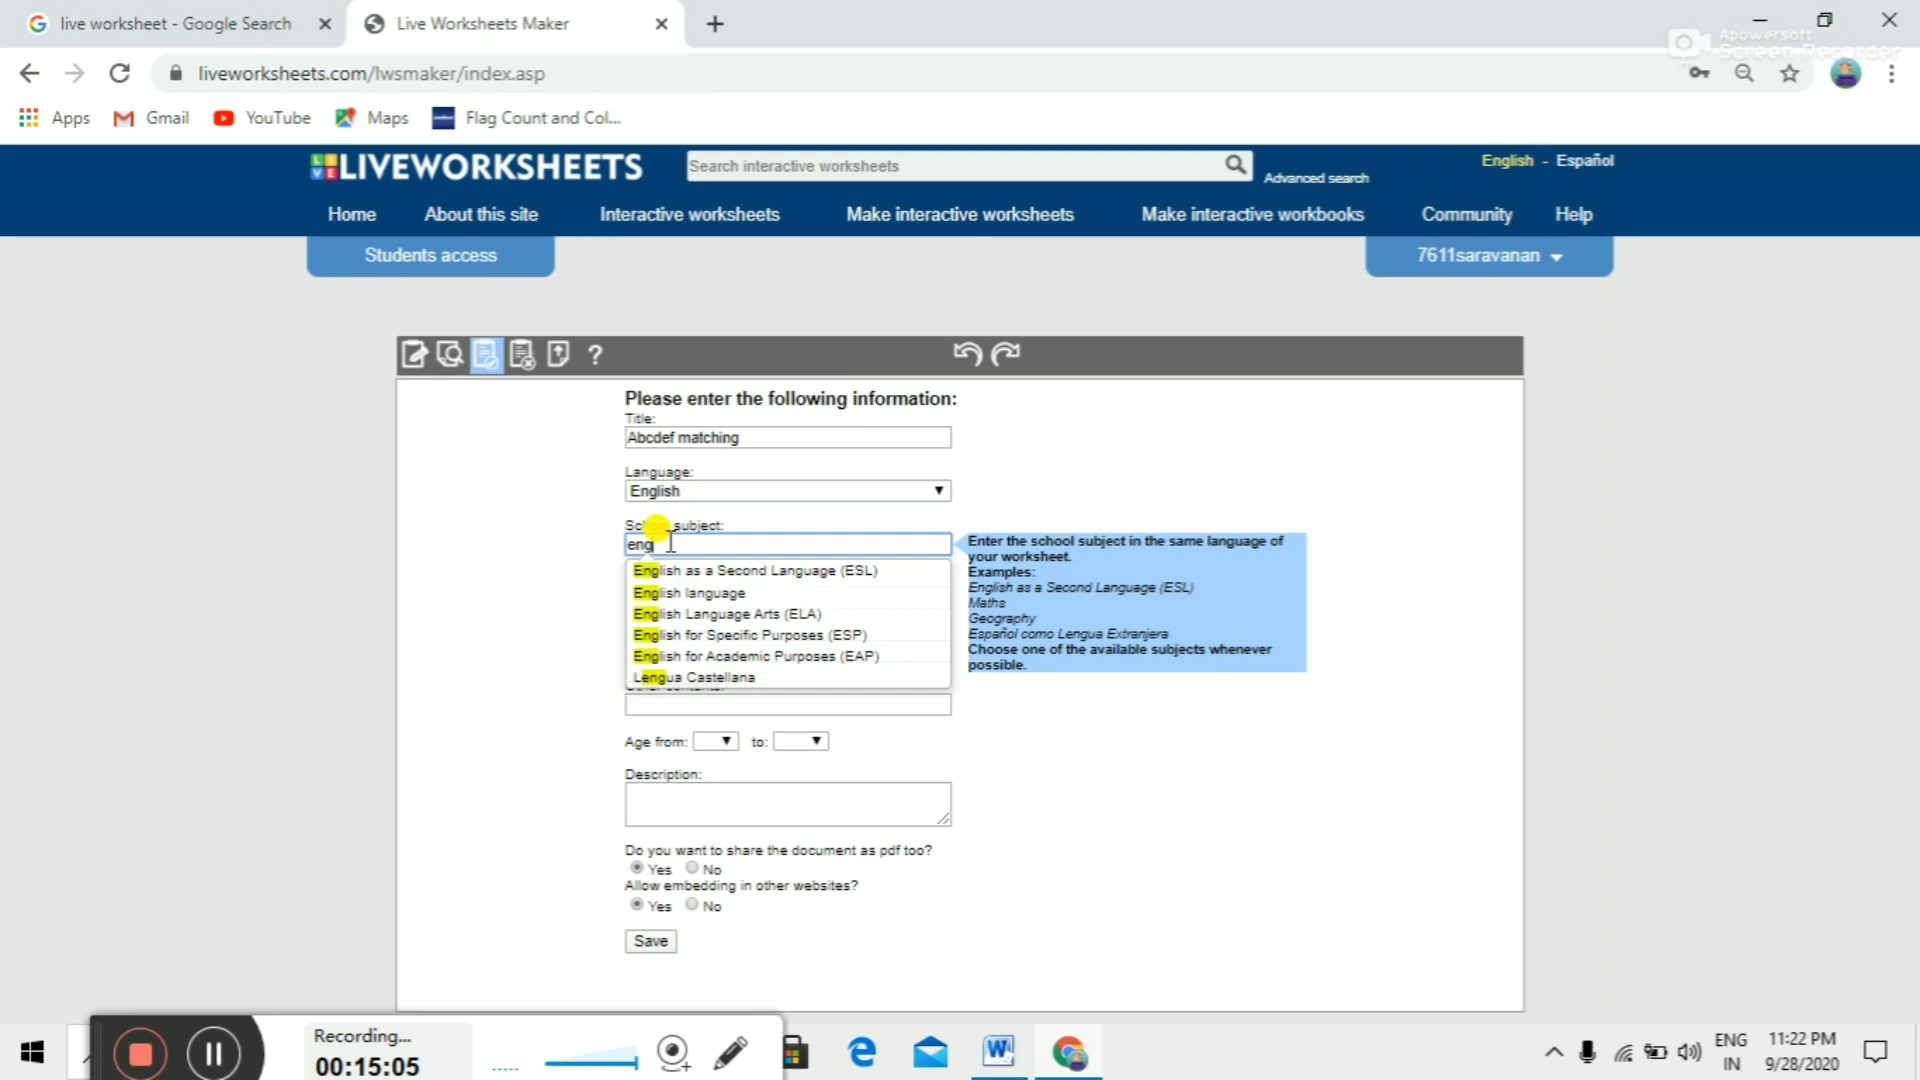 live worksheet - Google Search
Live Worksheets Maker
Apowersoft
Screen Recorder
liveworksheets.com/lwsmaker/index.asp
Apps
Gmail
YouTube
Maps
Flag Count and Col...
LIVEWORKSHEETS
Search interactive worksheets
Advanced search
English - Español
Home
About this site
Interactive worksheets
Make interactive worksheets
Make interactive workbooks
Community
Help
Students access
7611saravanan
?
Please enter the following information:
Title:
Abcdef matching
Language:
English
School subject:
eng
English as a Second Language (ESL)
English language
English Language Arts (ELA)
English for Specific Purposes (ESP)
English for Academic Purposes (EAP)
Lengua Castellana
Enter the school subject in the same language of
your worksheet.
Examples:
English as a Second Language (ESL)
Maths
Geography
Español como Lengua Extranjera
Choose one of the available subjects whenever
possible.
Age from:
to:
Description:
Do you want to share the document as pdf too?
Yes No
Allow embedding in other websites?
Yes No
Save
Recording...
00:15:05
ENG
IN
11:22 PM
9/28/2020